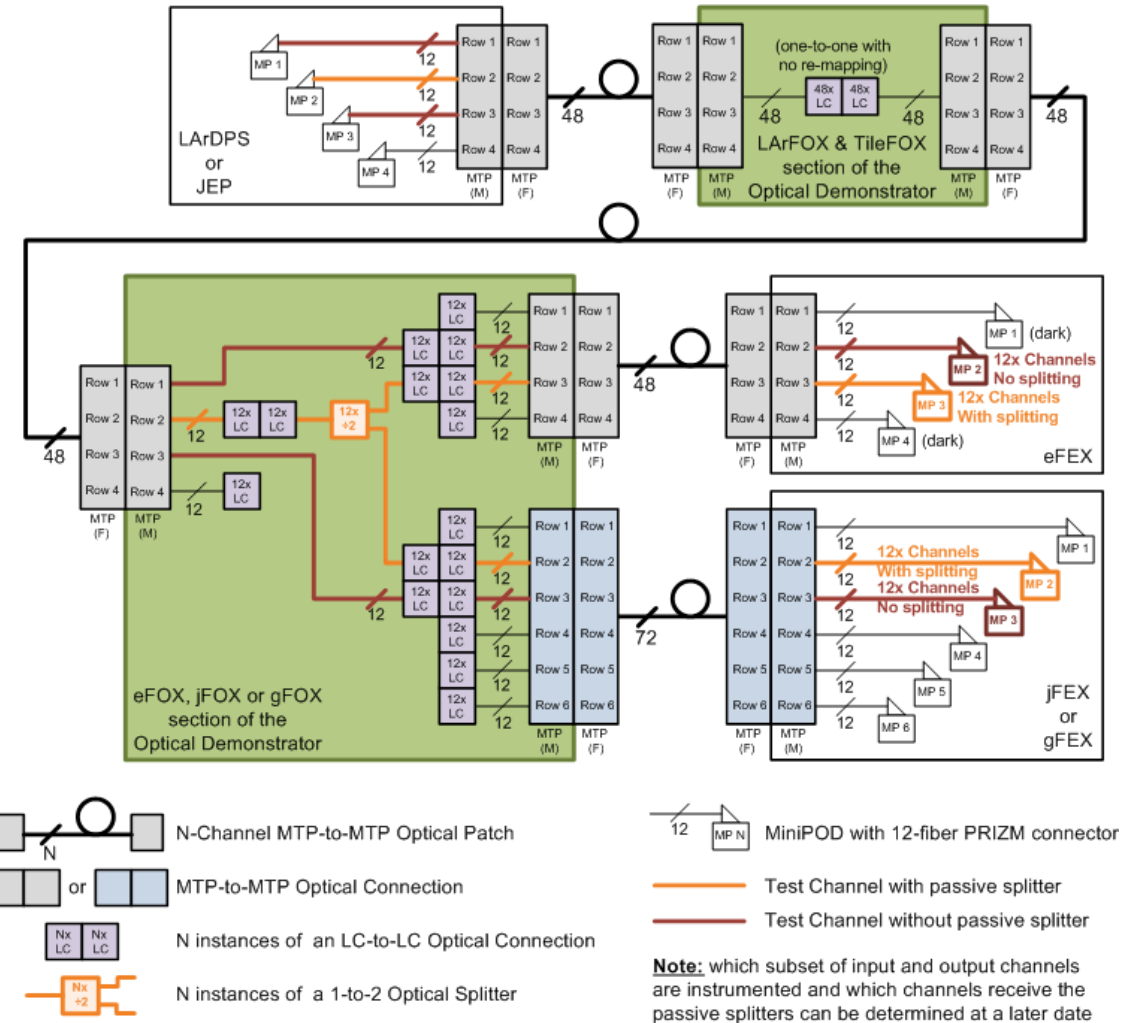 MP 1
12
Row 1
Row 1
MP 2
12
Row 2
Row 2
MP 3
12
Row 3
Row 3
MP 4
12
Row 4
Row 4
LArDPS
or
JEP
MTP
(M)
MTP
(F)
48
Row 1
Row 1
Row 2
Row 2
Row 3
Row 3
Row 4
Row 4
MTP
(F)
MTP
(M)
(one-to-one with
no re-mapping)
48
48x
LC
48x
LC
48
LArFOX & TileFOX
section of the
Optical Demonstrator
Row 1
Row 1
Row 2
Row 2
Row 3
Row 3
Row 4
Row 4
MTP
(M)
MTP
(F)
48
48
Row 1
Row 1
Row 2
Row 2
Row 3
Row 3
Row 4
Row 4
MTP
(F)
MTP
(M)
12
12x
LC
12x
LC
12x
÷2
12
12x
LC
12
12x
LC
12
Row 1
Row 1
12x
LC
12x
LC
12
Row 2
Row 2
12x
LC
12x
LC
12
Row 3
Row 3
12x
LC
12
Row 4
Row 4
MTP
(M)
MTP
(F)
48
Row 1
Row 1
Row 2
Row 2
Row 3
Row 3
Row 4
Row 4
MTP
(F)
MTP
(M)
12
MP 1
(dark)
12
MP 2
12x Channels
No splitting
12
MP 3
12x Channels
With splitting
12
MP 4
(dark)
eFEX
12
12x
LC
12
Row 1
Row 1
12x
LC
12x
LC
12
Row 2
Row 2
12x
LC
12x
LC
12
Row 3
Row 3
12x
LC
12
Row 4
Row 4
12x
LC
12
Row 5
Row 5
12x
LC
12
Row 6
Row 6
MTP
(M)
MTP
(F)
eFOX, jFOX or gFOX
section of the
Optical Demonstrator
72
Row 1
Row 1
Row 2
Row 2
Row 3
Row 3
Row 4
Row 4
Row 5
Row 5
Row 6
Row 6
MTP
(F)
MTP
(M)
12
MP 1
12
12x Channels
With splitting
MP 2
12
12x Channels
No splitting
MP 3
12
MP 4
12
MP 5
12
MP 6
jFEX
or
gFEX
N
N-Channel MTP-to-MTP Optical Patch
or
MTP-to-MTP Optical Connection
Nx
LC
Nx
LC
N instances of an LC-to-LC Optical Connection
Nx
÷2
N instances of a 1-to-2 Optical Splitter
12
MP N
MiniPOD with 12-fiber PRIZM connector
Test Channel with passive splitter
Test Channel without passive splitter
Note: which subset of input and output channels
are instrumented and which channels receive the
passive splitters can be determined at a later date